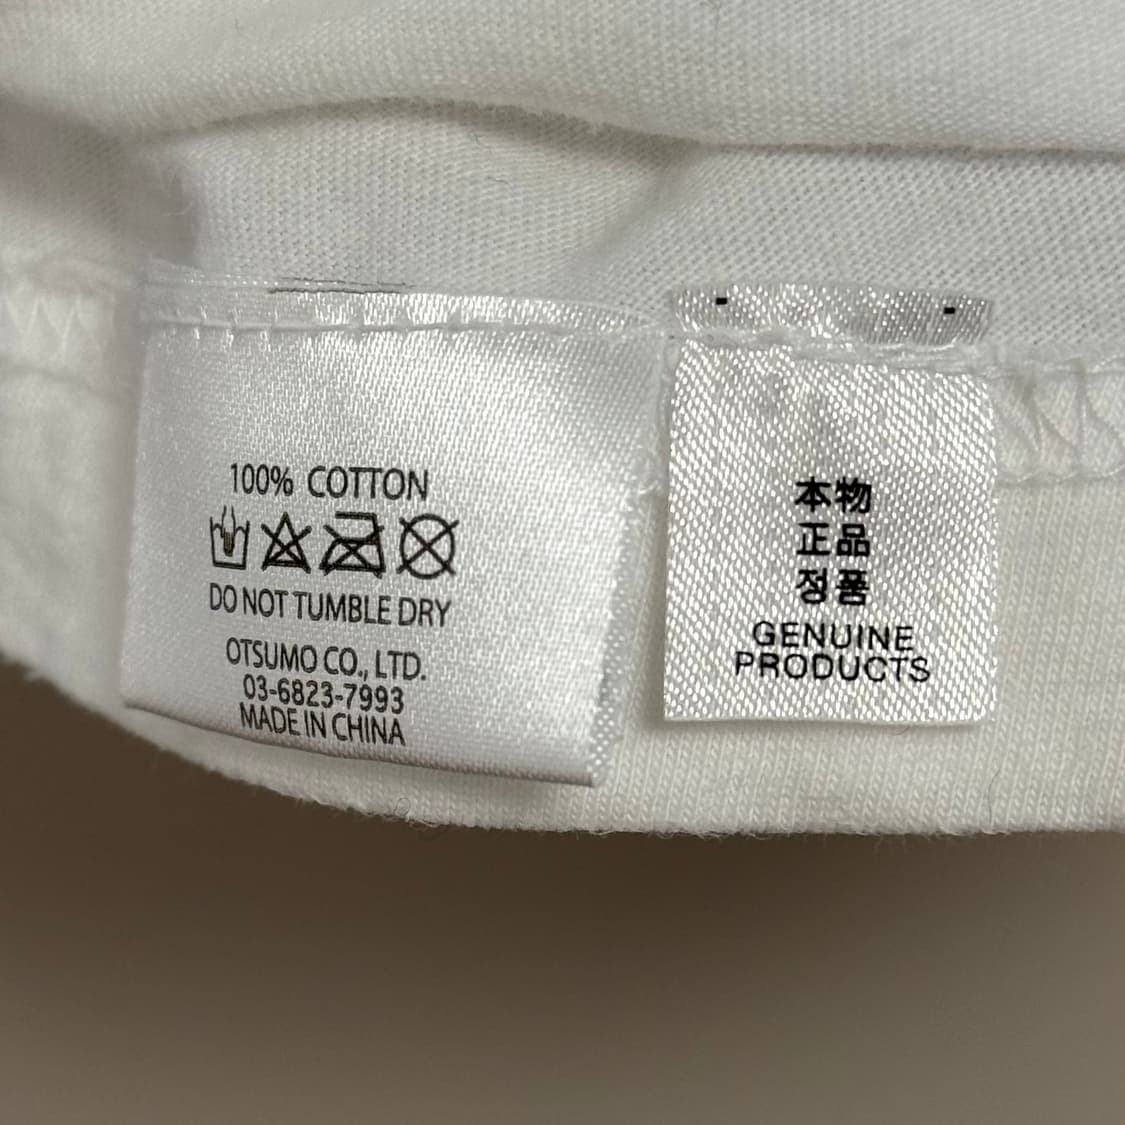 100% COTTON
DO NOT TUMBLE DRY
OTSUMO CO., LTD.
03-6823-7993
MADE IN CHINA
本物
正品
정품
GENUINE
PRODUCTS